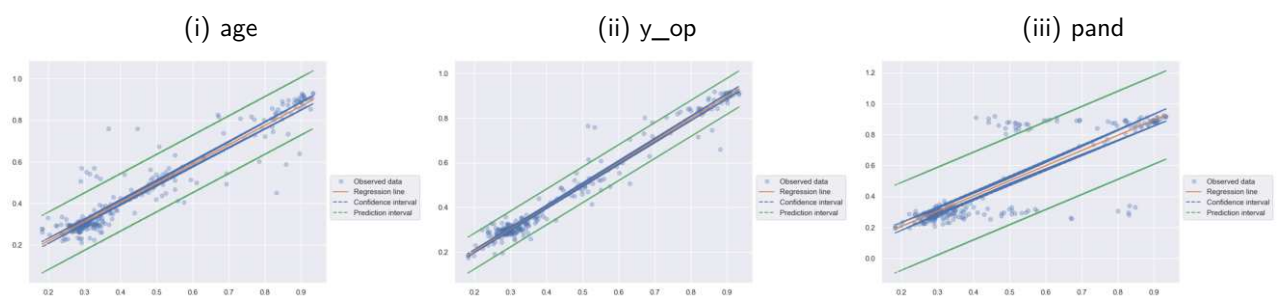 (i) age
(ii) y_op
(iii) pand
1.0
0.8
0.6
0.4
0.2
0.2 0.3 0.4 0.5 0.6 0.7 0.8 0.9
Observed data
Regression line
Confidence interval
Prediction interval
1.0
0.8
0.6
0.4
0.2
0.2 0.3 0.4 0.5 0.6 0.7 0.8 0.9
Observed data
Regression line
Confidence interval
Prediction interval
1.2
1.0
0.8
0.6
0.4
0.2
0.0
0.2 0.3 0.4 0.5 0.6 0.7 0.8 0.9
Observed data
Regression line
Confidence interval
Prediction interval